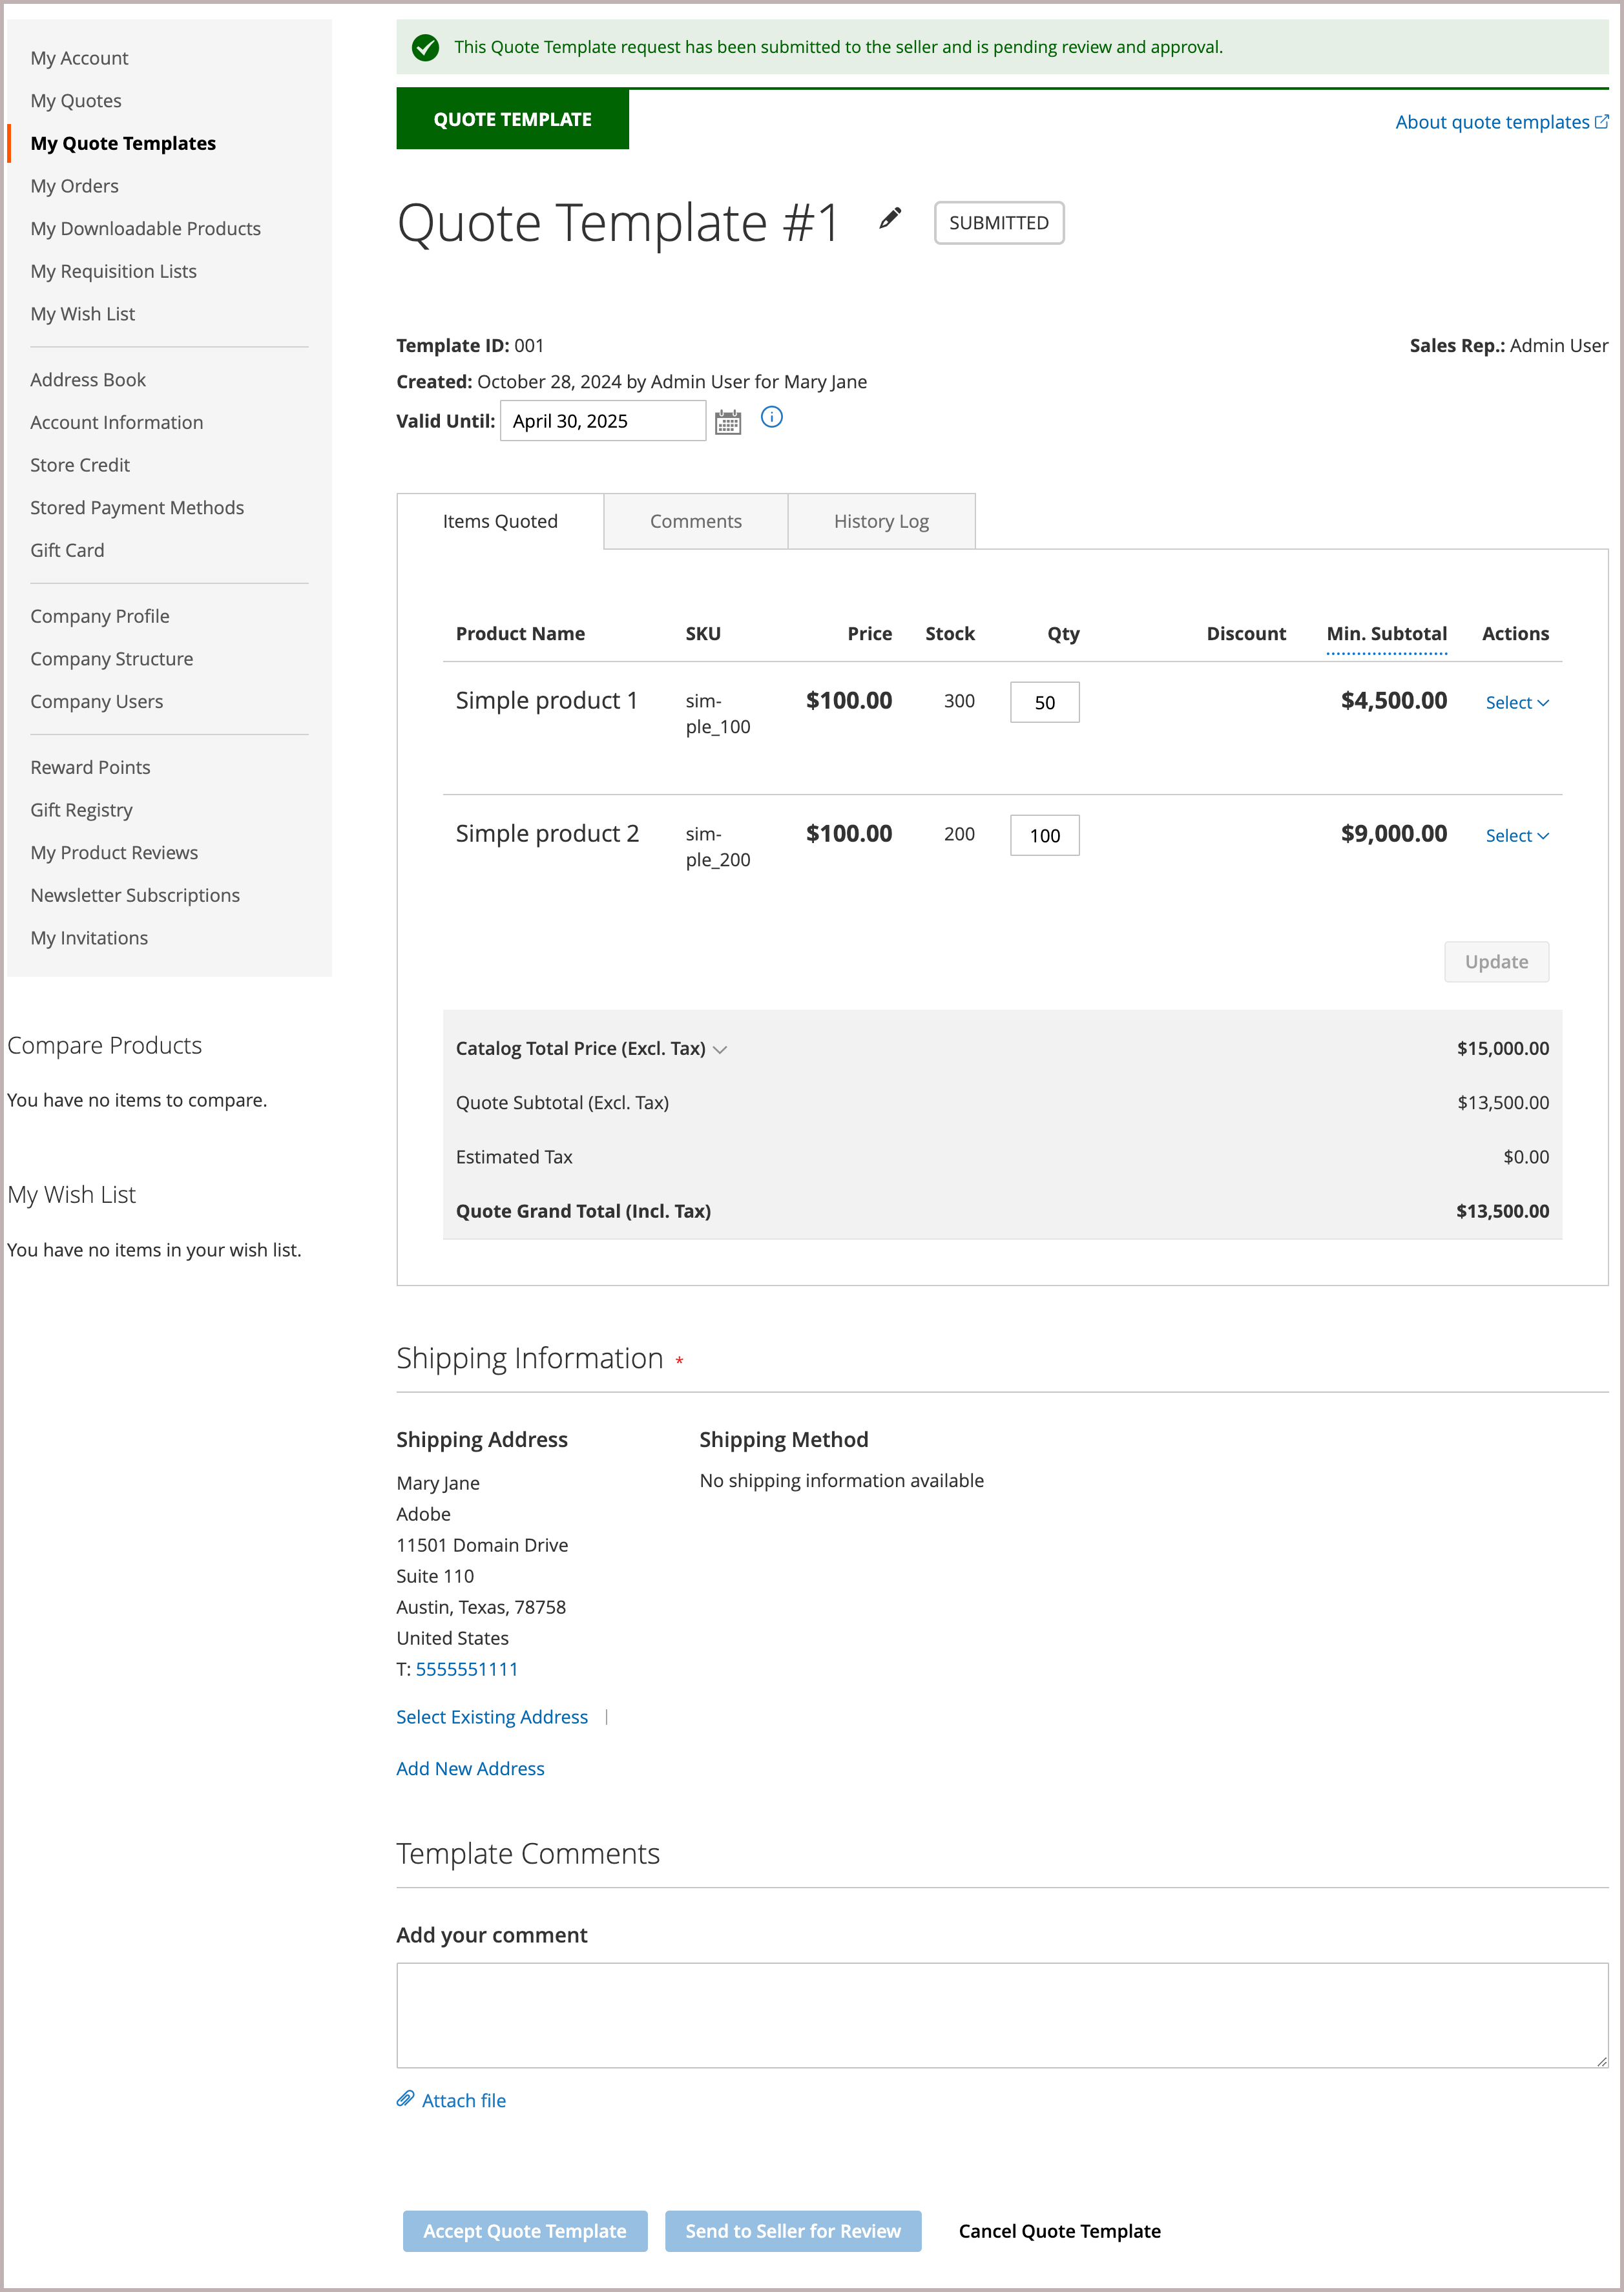 My Account
My Quotes
My Quote Templates
My Orders
My Downloadable Products
My Requisition Lists
My Wish List
Address Book
Account Information
Store Credit
Stored Payment Methods
Gift Card
Company Profile
Company Structure
Company Users
Reward Points
Gift Registry
My Product Reviews
Newsletter Subscriptions
My Invitations
Compare Products
You have no items to compare.
My Wish List
You have no items in your wish list.
This Quote Template request has been submitted to the seller and is pending review and approval.
QUOTE TEMPLATE
About quote templates
Quote Template #1 SUBMITTED
Template ID: 001 Sales Rep.: Admin User
Created: October 28, 2024 by Admin User for Mary Jane
Valid Until: April 30, 2025
Items Quoted Comments History Log
Product Name SKU Price Stock Qty Discount Min. Subtotal Actions
Simple product 1 sim- $100.00 300 50 $4,500.00 Select
ple_100
Simple product 2 sim- $100.00 200 100 $9,000.00 Select
ple_200
Update
Catalog Total Price (Excl. Tax) $15,000.00
Quote Subtotal (Excl. Tax) $13,500.00
Estimated Tax $0.00
Quote Grand Total (Incl. Tax) $13,500.00
Shipping Information *
Shipping Address
Mary Jane
Adobe
11501 Domain Drive
Suite 110
Austin, Texas, 78758
United States
T: 5555551111
Select Existing Address |
Add New Address
Shipping Method
No shipping information available
Template Comments
Add your comment
Attach file
Accept Quote Template Send to Seller for Review Cancel Quote Template